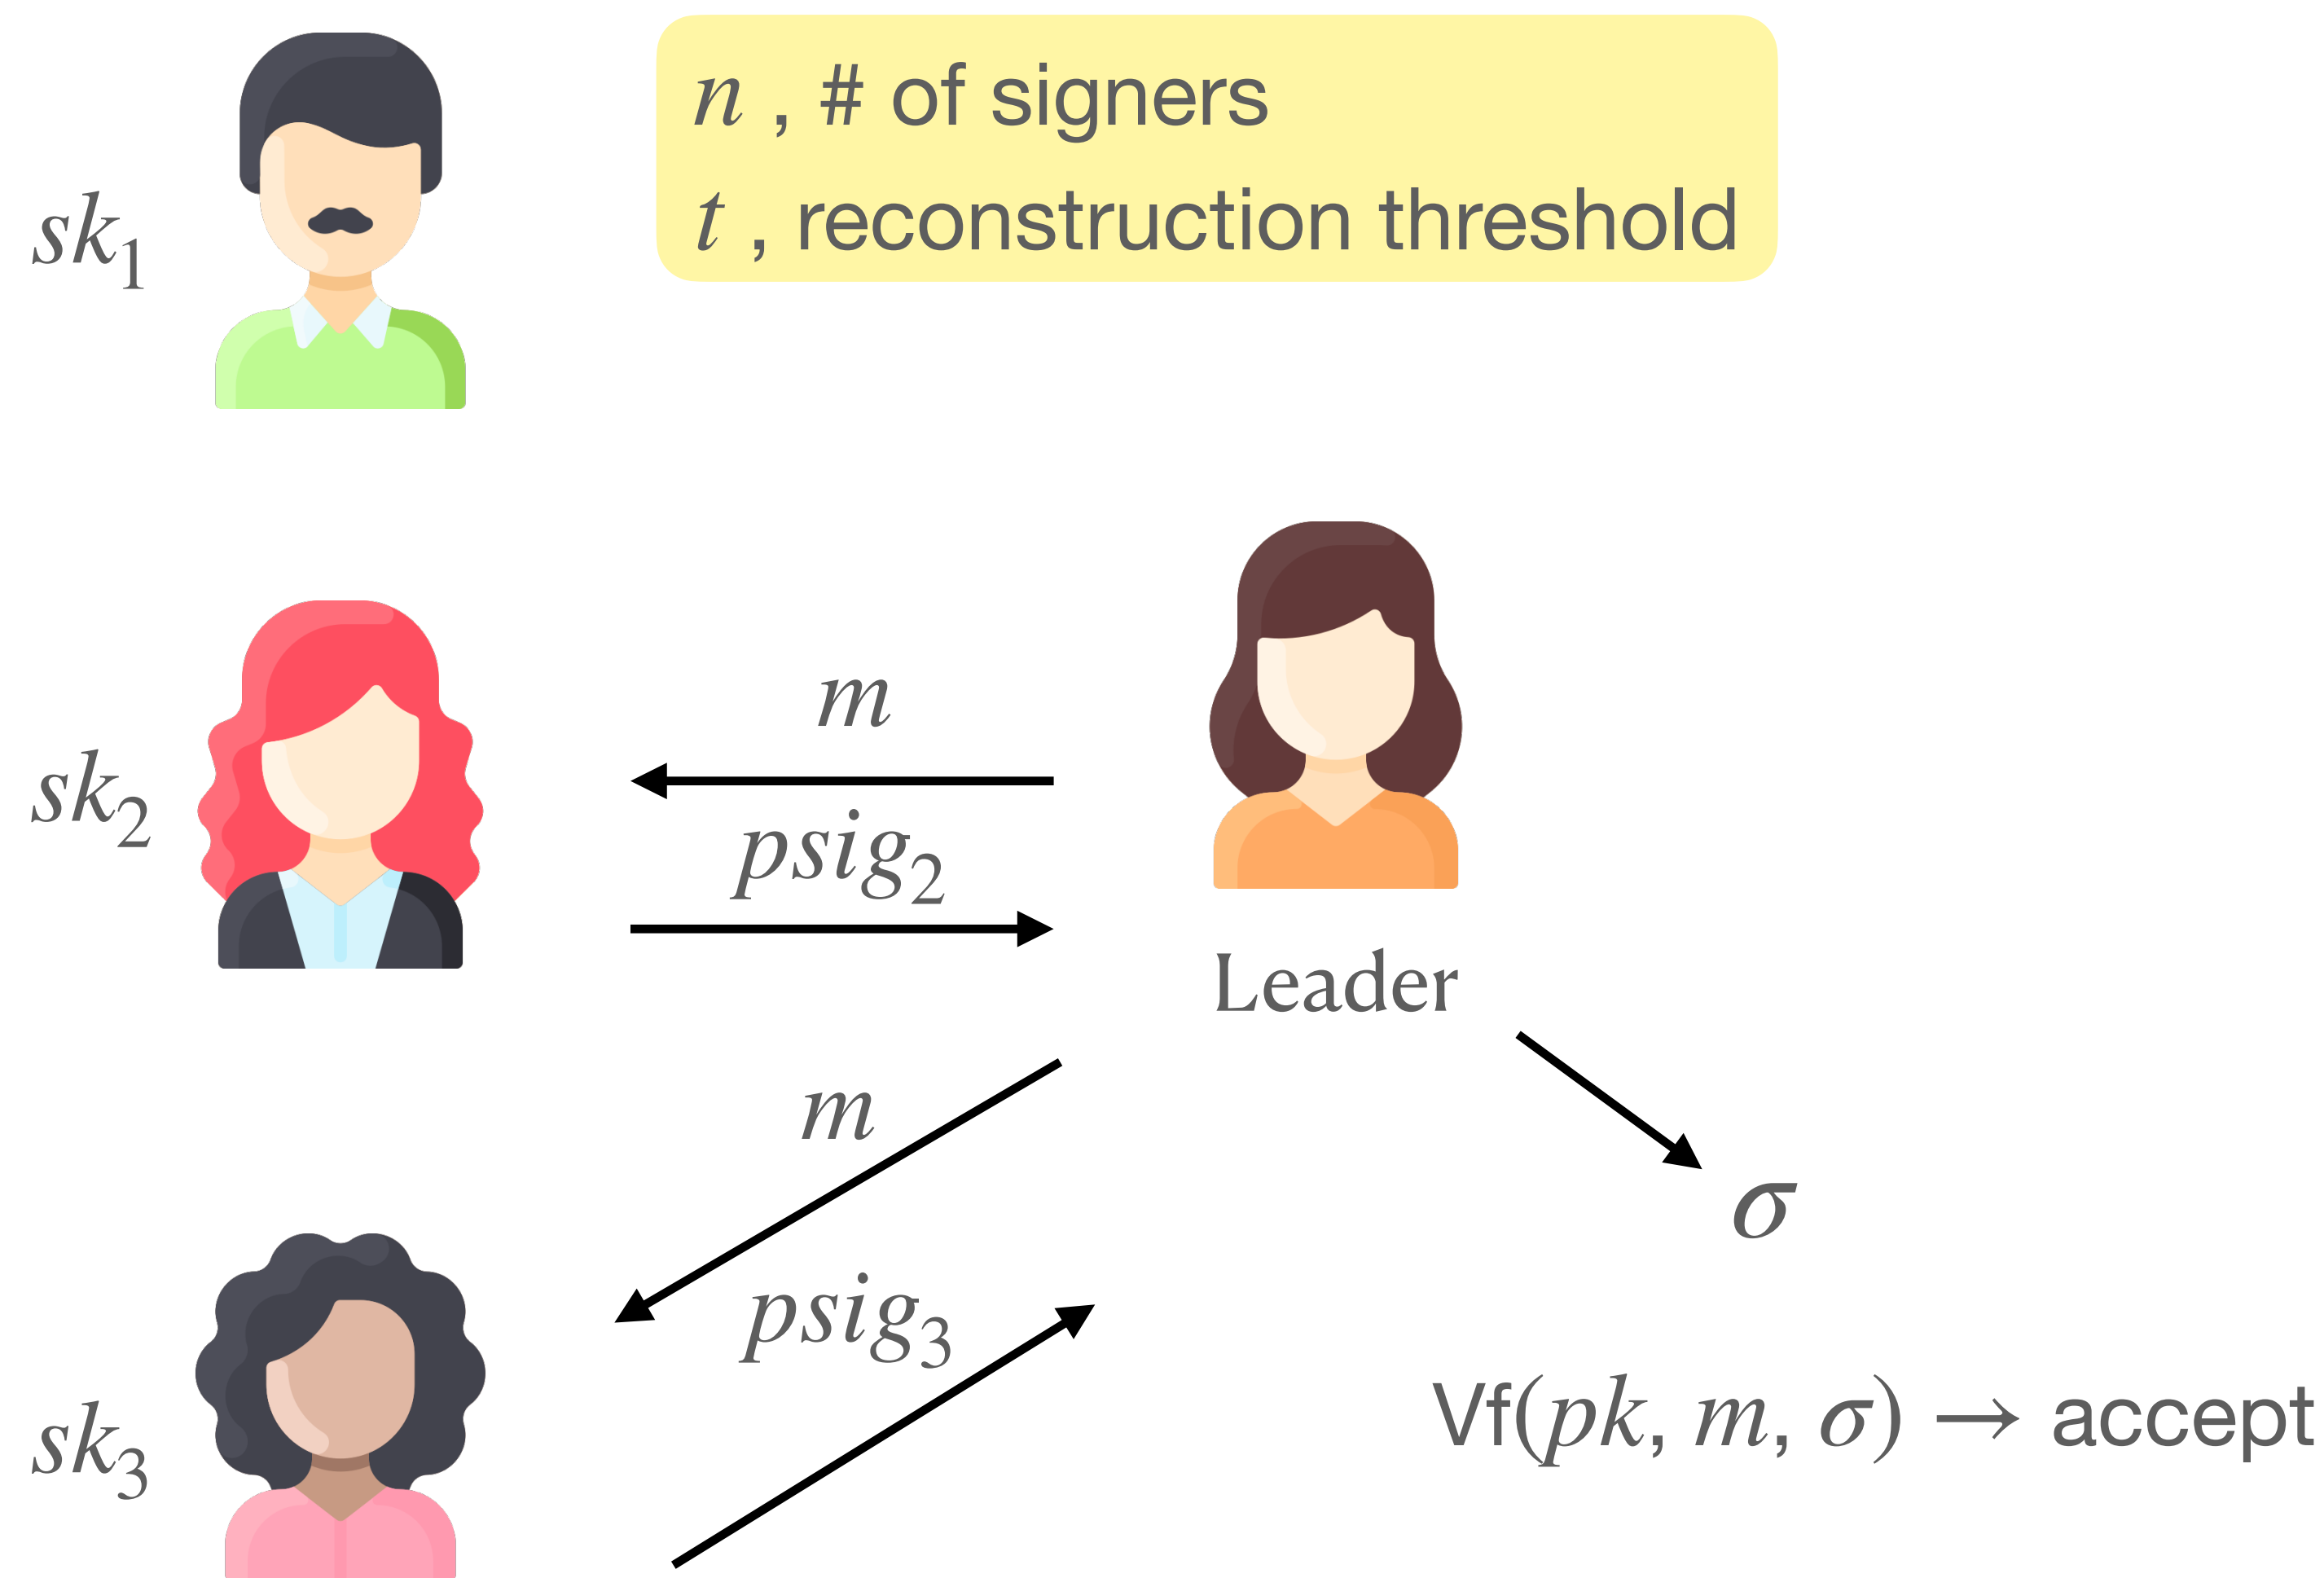 n , # of signers
t , reconstruction threshold
sk₁
m
sk₂
psig₂
Leader
m
σ
psig₃
sk₃
Vf(pk, m, σ) → accept